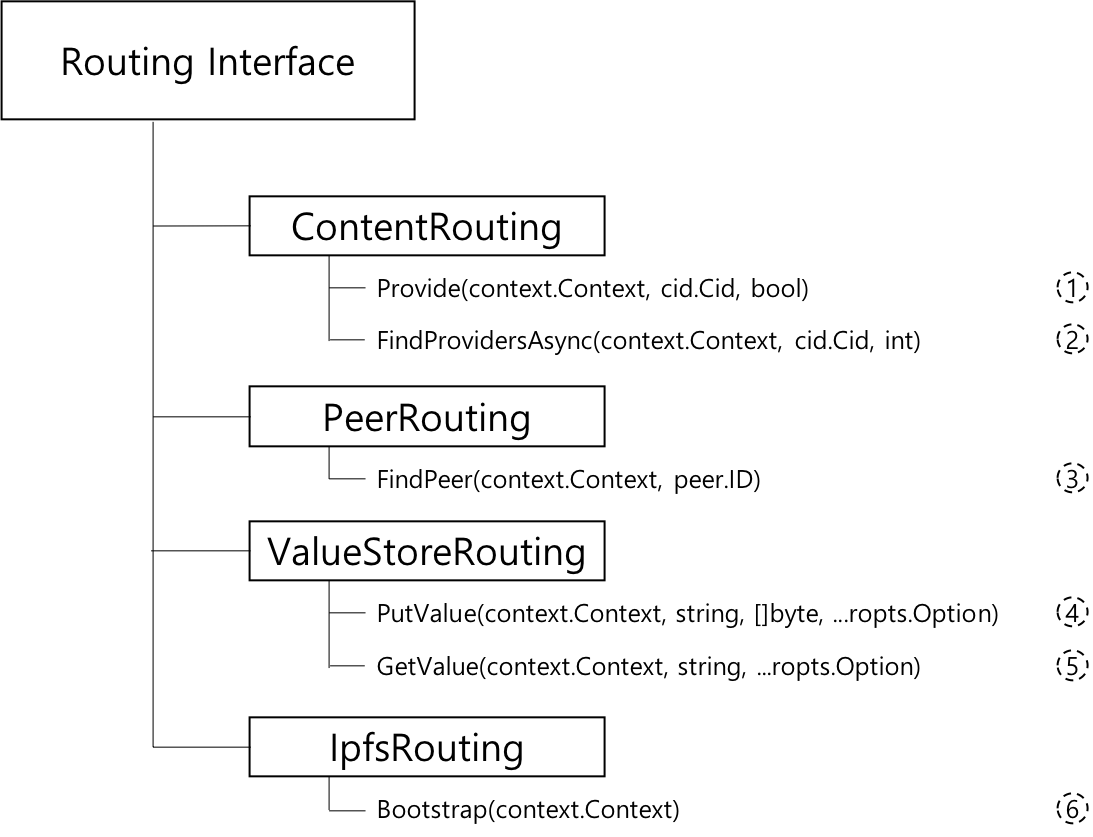 Routing Interface
ContentRouting
Provide(context.Context, cid.Cid, bool) 1
FindProvidersAsync(context.Context, cid.Cid, int) 2
PeerRouting
FindPeer(context.Context, peer.ID) 3
ValueStoreRouting
PutValue(context.Context, string, []byte, ...ropts.Option) 4
GetValue(context.Context, string, ...ropts.Option) 5
IpfsRouting
Bootstrap(context.Context) 6